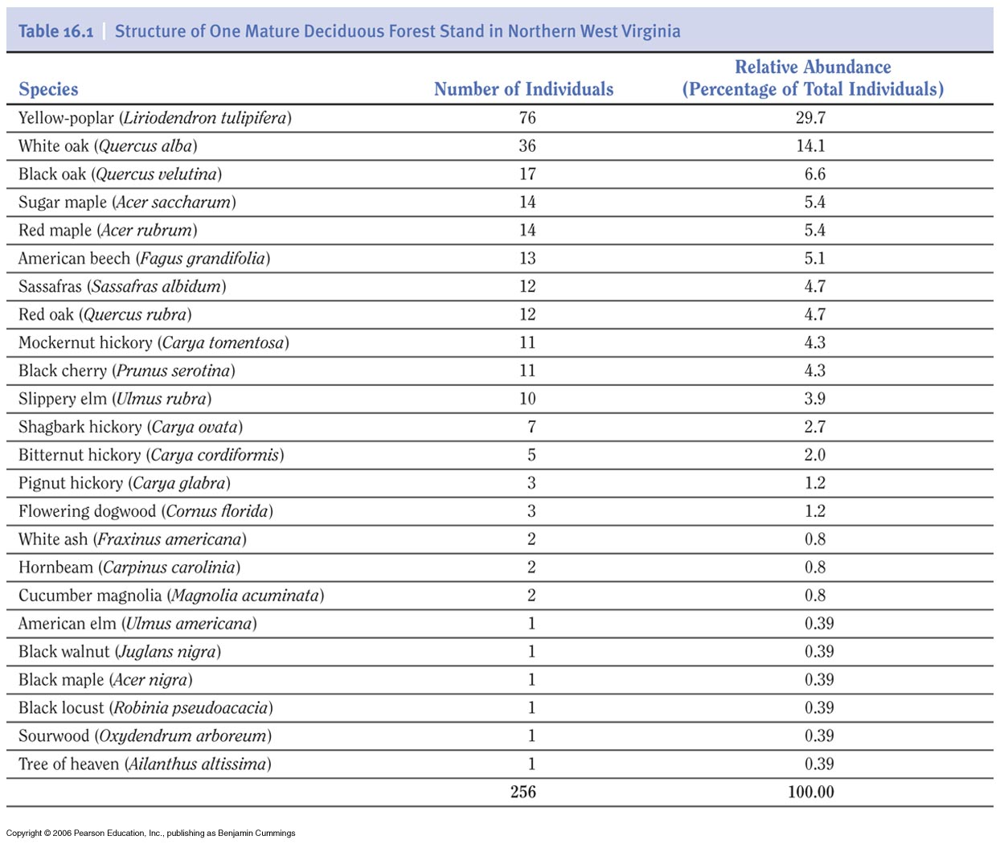 Table 16.1 | Structure of One Mature Deciduous Forest Stand in Northern West Virginia
Relative Abundance
Species Number of Individuals (Percentage of Total Individuals)
Yellow-poplar (Liriodendron tulipifera) 76 29.7
White oak (Quercus alba) 36 14.1
Black oak (Quercus velutina) 17 6.6
Sugar maple (Acer saccharum) 14 5.4
Red maple (Acer rubrum) 14 5.4
American beech (Fagus grandifolia) 13 5.1
Sassafras (Sassafras albidum) 12 4.7
Red oak (Quercus rubra) 12 4.7
Mockernut hickory (Carya tomentosa) 11 4.3
Black cherry (Prunus serotina) 11 4.3
Slippery elm (Ulmus rubra) 10 3.9
Shagbark hickory (Carya ovata) 7 2.7
Bitternut hickory (Carya cordiformis) 5 2.0
Pignut hickory (Carya glabra) 3 1.2
Flowering dogwood (Cornus florida) 3 1.2
White ash (Fraxinus americana) 2 0.8
Hornbeam (Carpinus carolinia) 2 0.8
Cucumber magnolia (Magnolia acuminata) 2 0.8
American elm (Ulmus americana) 1 0.39
Black walnut (Juglans nigra) 1 0.39
Black maple (Acer nigra) 1 0.39
Black locust (Robinia pseudoacacia) 1 0.39
Sourwood (Oxydendrum arboreum) 1 0.39
Tree of heaven (Ailanthus altissima) 1 0.39
256 100.00
Copyright © 2006 Pearson Education, Inc., publishing as Benjamin Cummings